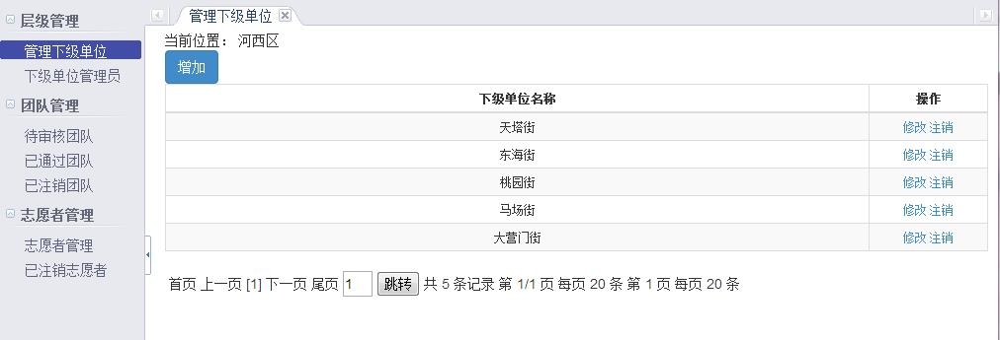 层级管理
管理下级单位
下级单位管理员
团队管理
待审核团队
已通过团队
已注销团队
志愿者管理
志愿者管理
已注销志愿者
管理下级单位
当前位置： 河西区
增加
下级单位名称 操作
天塔街 修改 注销
东海街 修改 注销
桃园街 修改 注销
马场街 修改 注销
大营门街 修改 注销
首页 上一页 [1] 下一页 尾页 1 跳转 共 5 条记录 第 1/1 页 每页 20 条 第 1 页 每页 20 条